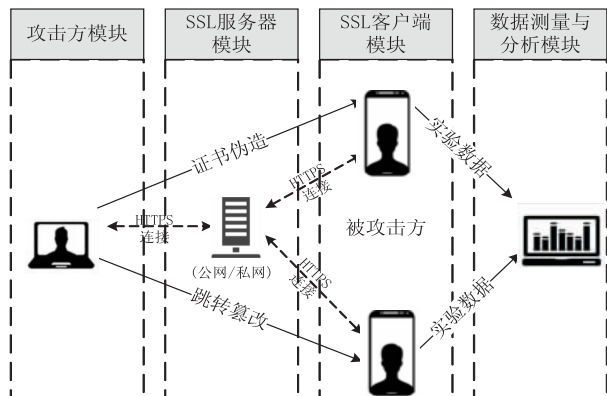 攻击方模块
SSL服务器
模块
SSL客户端
模块
数据测量与
分析模块
证书伪造
实验数据
HTTPS
连接
HTTPS
连接
被攻击方
(公网/私网)
HTTPS
连接
跳转篡改
实验数据